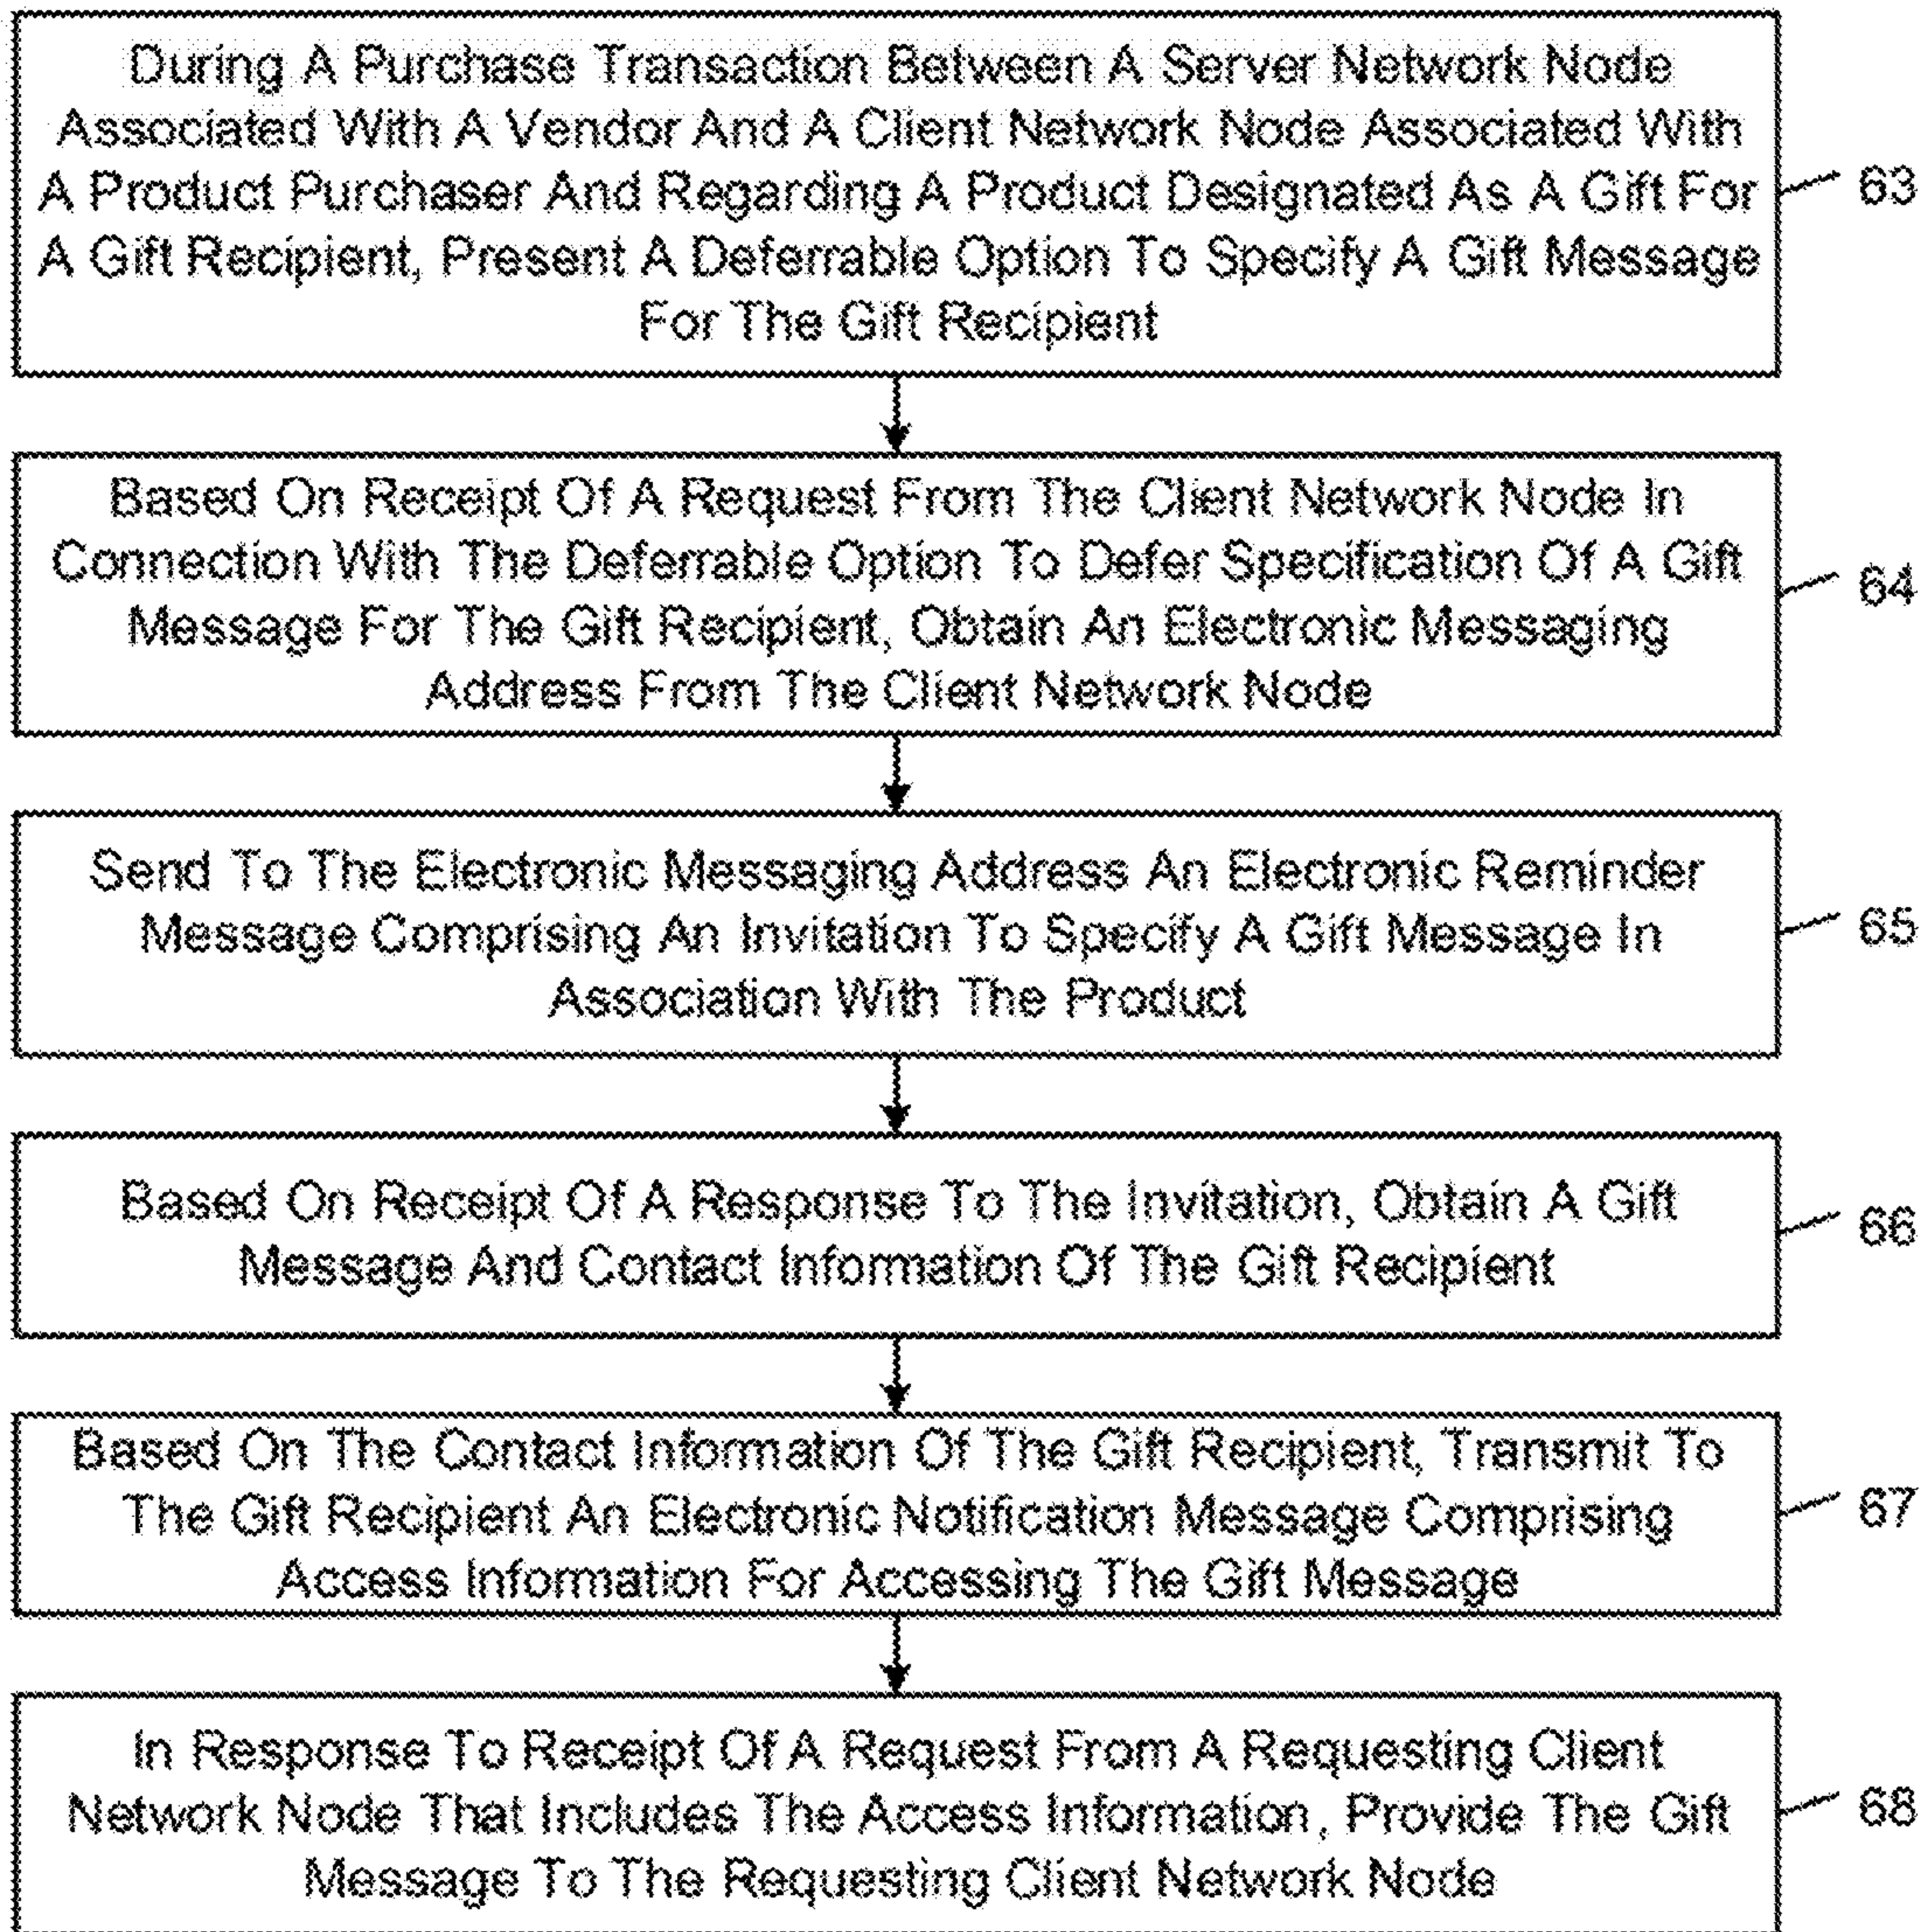 During A Purchase Transaction Between A Server Network Node
Associated With A Vendor And A Client Network Node Associated With
A Product Purchaser And Regarding A Product Designated As A Gift For
A Gift Recipient, Present A Deferrable Option To Specify A Gift Message
For The Gift Recipient
63
Based On Receipt Of A Request From The Client Network Node In
Connection With The Deferrable Option To Defer Specification Of A Gift
Message For The Gift Recipient, Obtain An Electronic Messaging
Address From The Client Network Node
64
Send To The Electronic Messaging Address An Electronic Reminder
Message Comprising An Invitation To Specify A Gift Message In
Association With The Product
65
Based On Receipt Of A Response To The Invitation, Obtain A Gift
Message And Contact Information Of The Gift Recipient
66
Based On The Contact Information Of The Gift Recipient, Transmit To
The Gift Recipient An Electronic Notification Message Comprising
Access Information For Accessing The Gift Message
67
In Response To Receipt Of A Request From A Requesting Client
Network Node That Includes The Access Information, Provide The Gift
Message To The Requesting Client Network Node
68